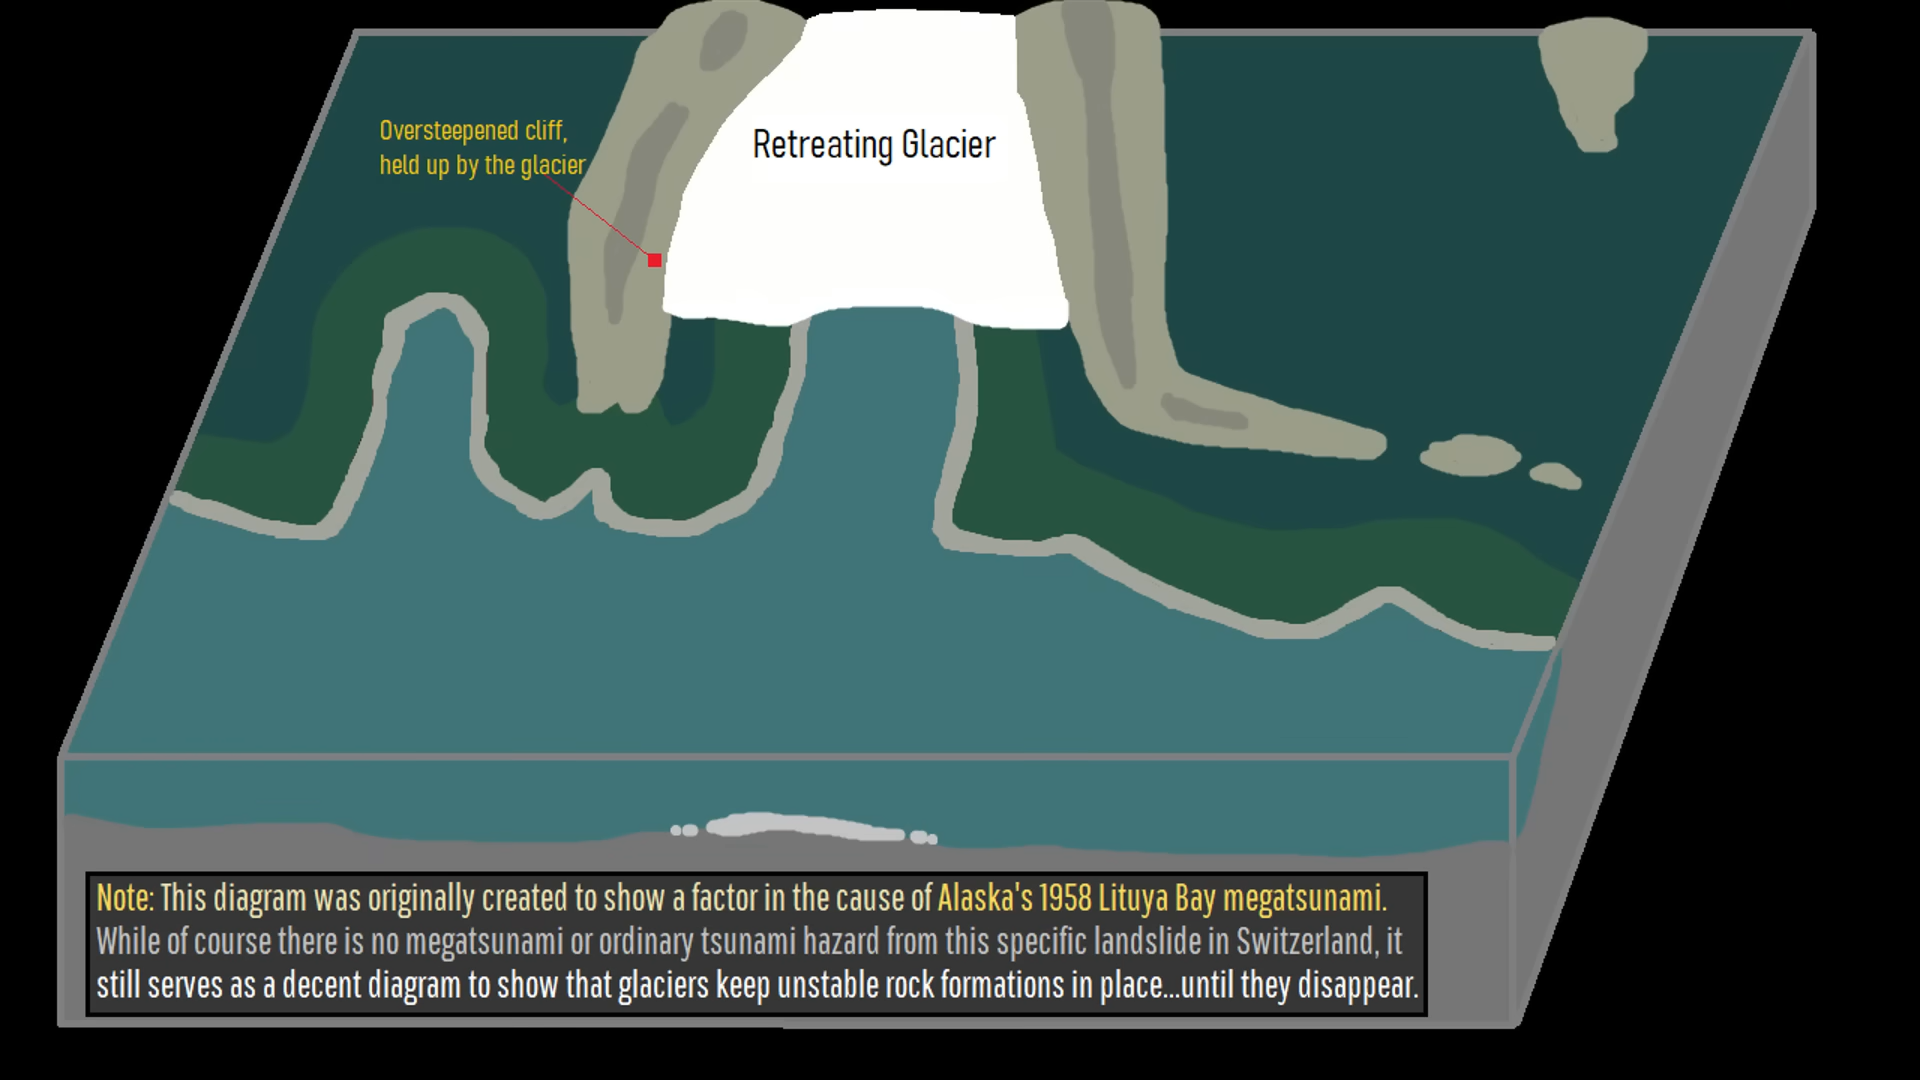 Oversteepened cliff,
held up by the glacier
Retreating Glacier
Note: This diagram was originally created to show a factor in the cause of Alaska's 1958 Lituya Bay megatsunami.
While of course there is no megatsunami or ordinary tsunami hazard from this specific landslide in Switzerland, it
still serves as a decent diagram to show that glaciers keep unstable rock formations in place...until they disappear.